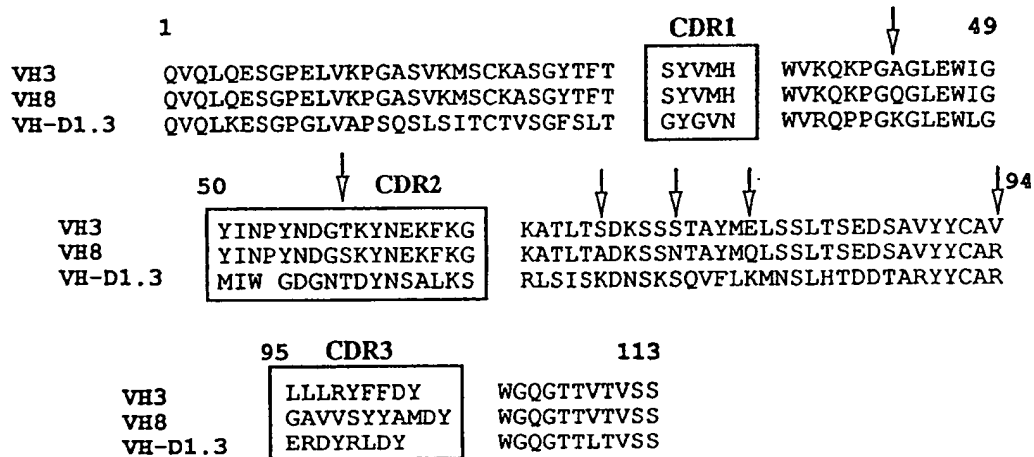 1 CDR1 49
VH3 QVQLQESGPELVKPGASVKMSCKASGYTFT SYVMH WVKQKPGAGLEWIG
VH8 QVQLQESGPELVKPGASVKMSCKASGYTFT SYVMH WVKQKPGQGLEWIG
VH-D1.3 QVQLKESGPGLVAPSQSLSITCTVSGFSLT GYGVN WVRQPPGKGLEWLG
50 CDR2 94
VH3 YINPYNDGTKYNEKFKG KATLTSDKSSSTAYMELSSLTSEDSAVYYCAV
VH8 YINPYNDGSKYNEKFKG KATLTADKSSNTAYMQLSSLTSEDSAVYYCAR
VH-D1.3 MIW GDGNTDYNSALKS RLSISKDNSKSQVFLKMNSLHTDDTARYYCAR
95 CDR3 113
VH3 LLLRYFFDY WGQGTTVTVSS
VH8 GAVVSYYAMDY WGQGTTVTVSS
VH-D1.3 ERDYRLDY WGQGTTLTVSS